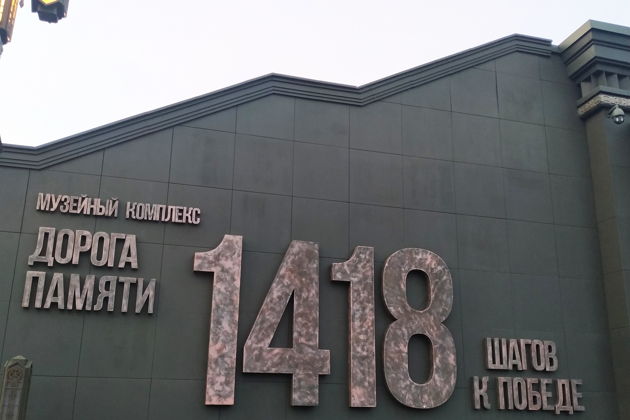 МУЗЕЙНЫЙ КОМПЛЕКС
ДОРОГА
ПАМЯТИ
1418
ШАГОВ
К ПОБЕДЕ